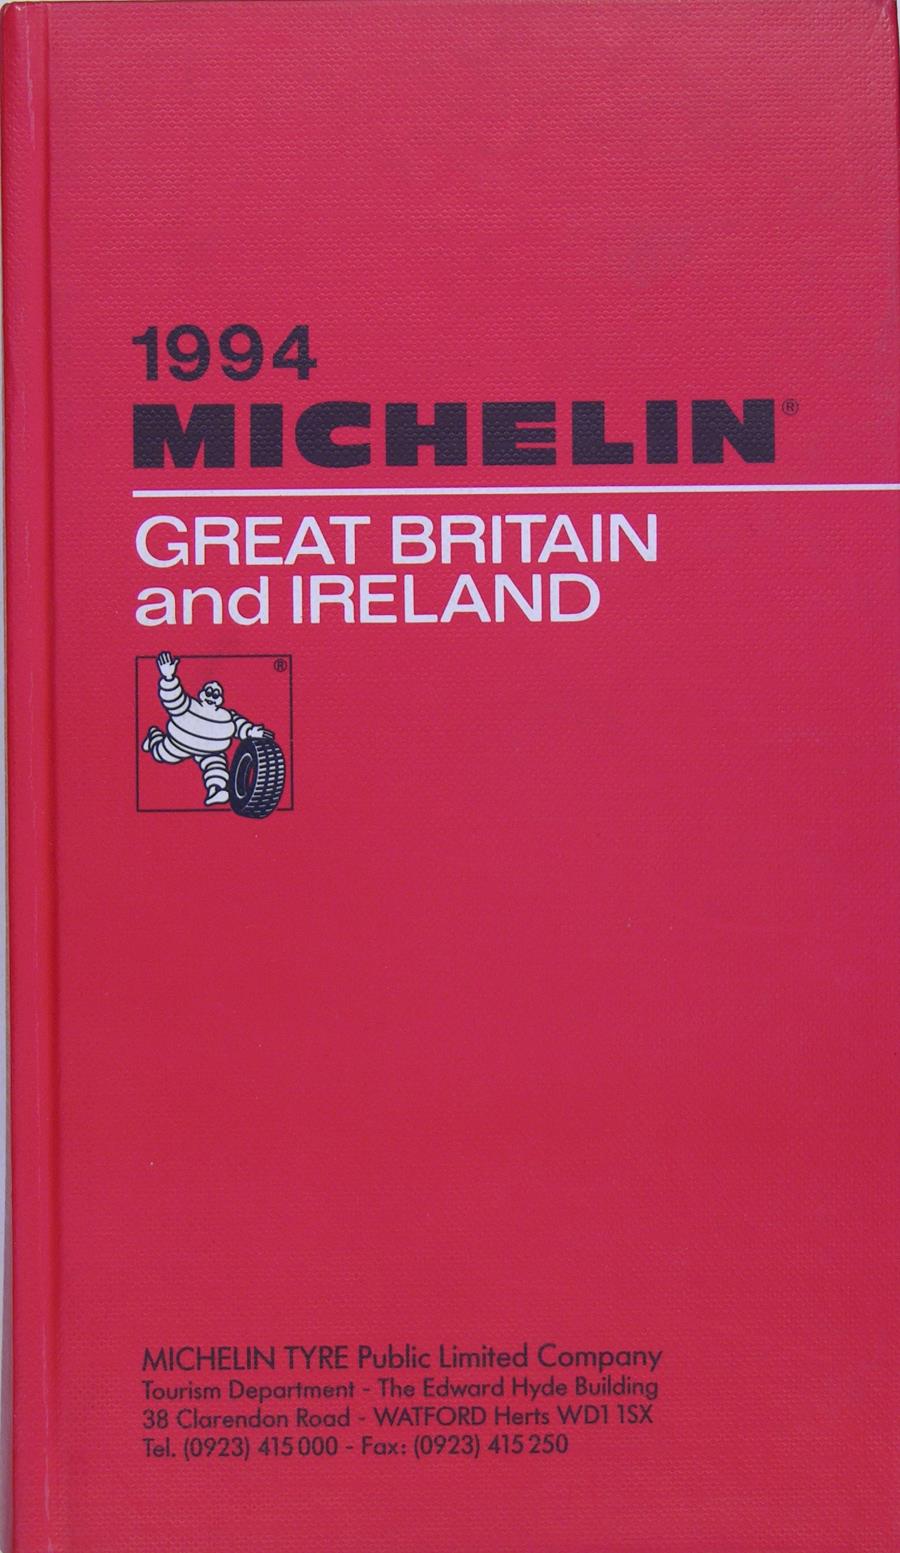 1994
MICHELIN®
GREAT BRITAIN
and IRELAND
®
MICHELIN TYRE Public Limited Company
Tourism Department - The Edward Hyde Building
38 Clarendon Road - WATFORD Herts WD1 1SX
Tel. (0923) 415 000 - Fax: (0923) 415 250